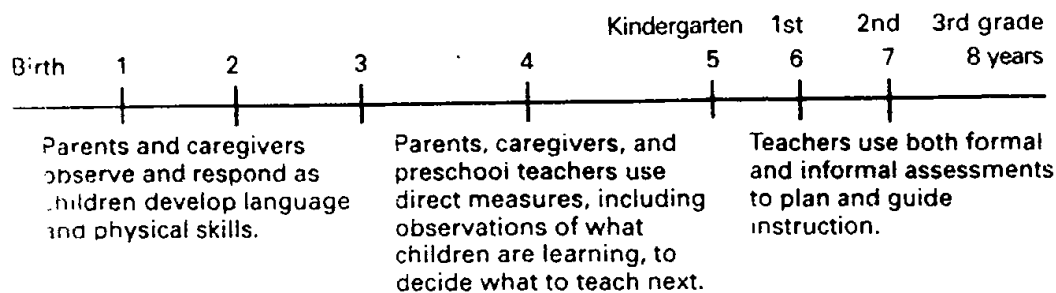 Kindergarten 1st 2nd 3rd grade
Birth 1 2 3 4 5 6 7 8 years
Parents and caregivers
observe and respond as
children develop language
and physical skills.
Parents, caregivers, and
preschool teachers use
direct measures, including
observations of what
children are learning, to
decide what to teach next.
Teachers use both formal
and informal assessments
to plan and guide
instruction.